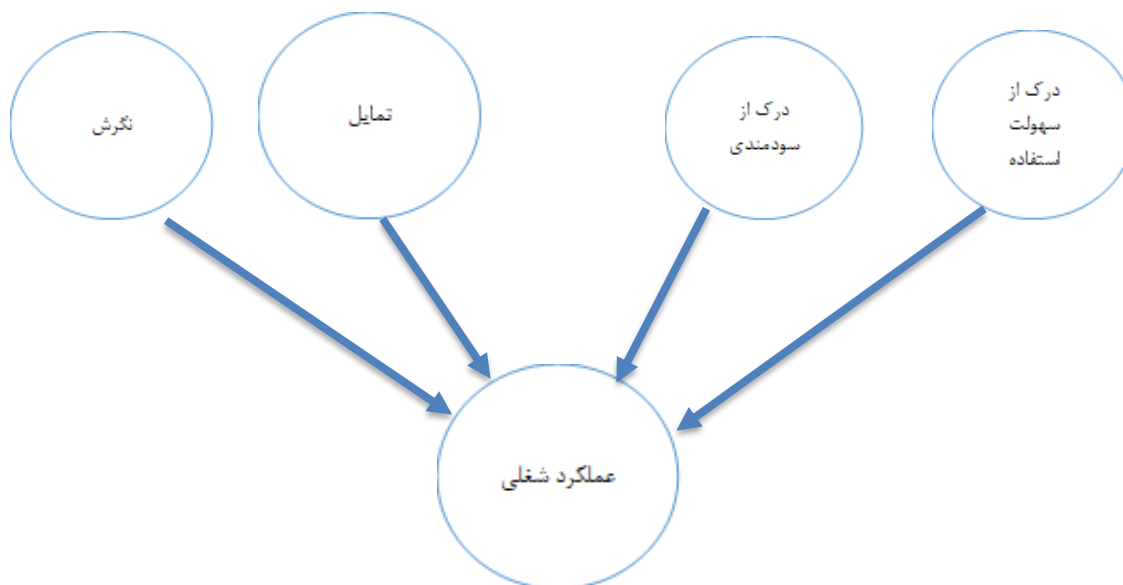 درک از
سهولت
استفاده
درک از
سودمندی
تمایل
نگرش
عملکرد شغلی